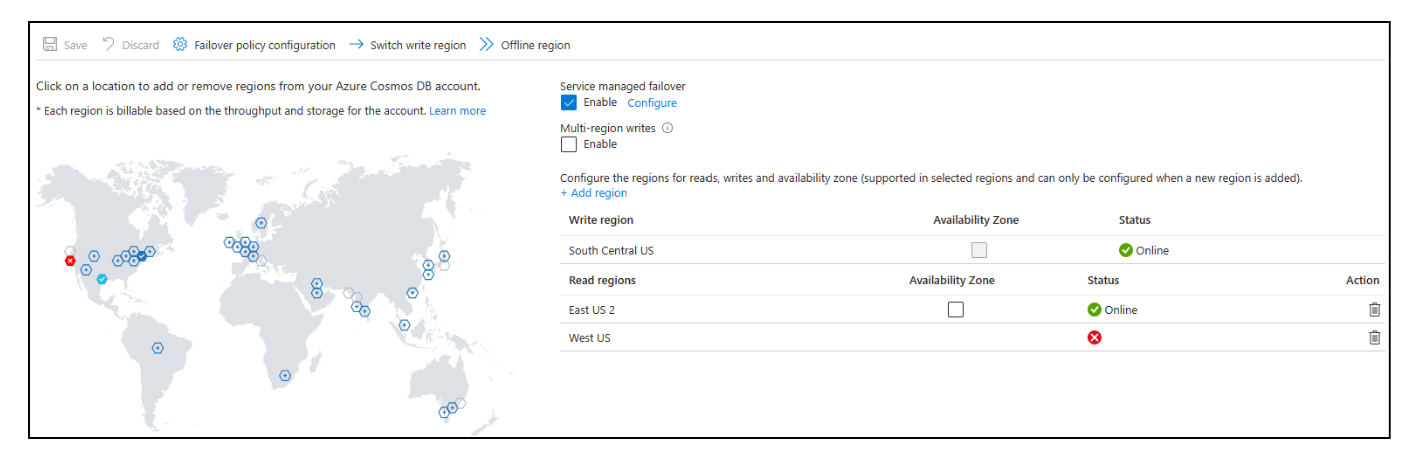 Save Discard Failover policy configuration Switch write region Offline region
Click on a location to add or remove regions from your Azure Cosmos DB account.
* Each region is billable based on the throughput and storage for the account. Learn more
Service managed failover
Enable Configure
Multi-region writes
Enable
Configure the regions for reads, writes and availability zone (supported in selected regions and can only be configured when a new region is added).
+ Add region
Write region Availability Zone Status
South Central US Online
Read regions Availability Zone Status Action
East US 2 Online
West US